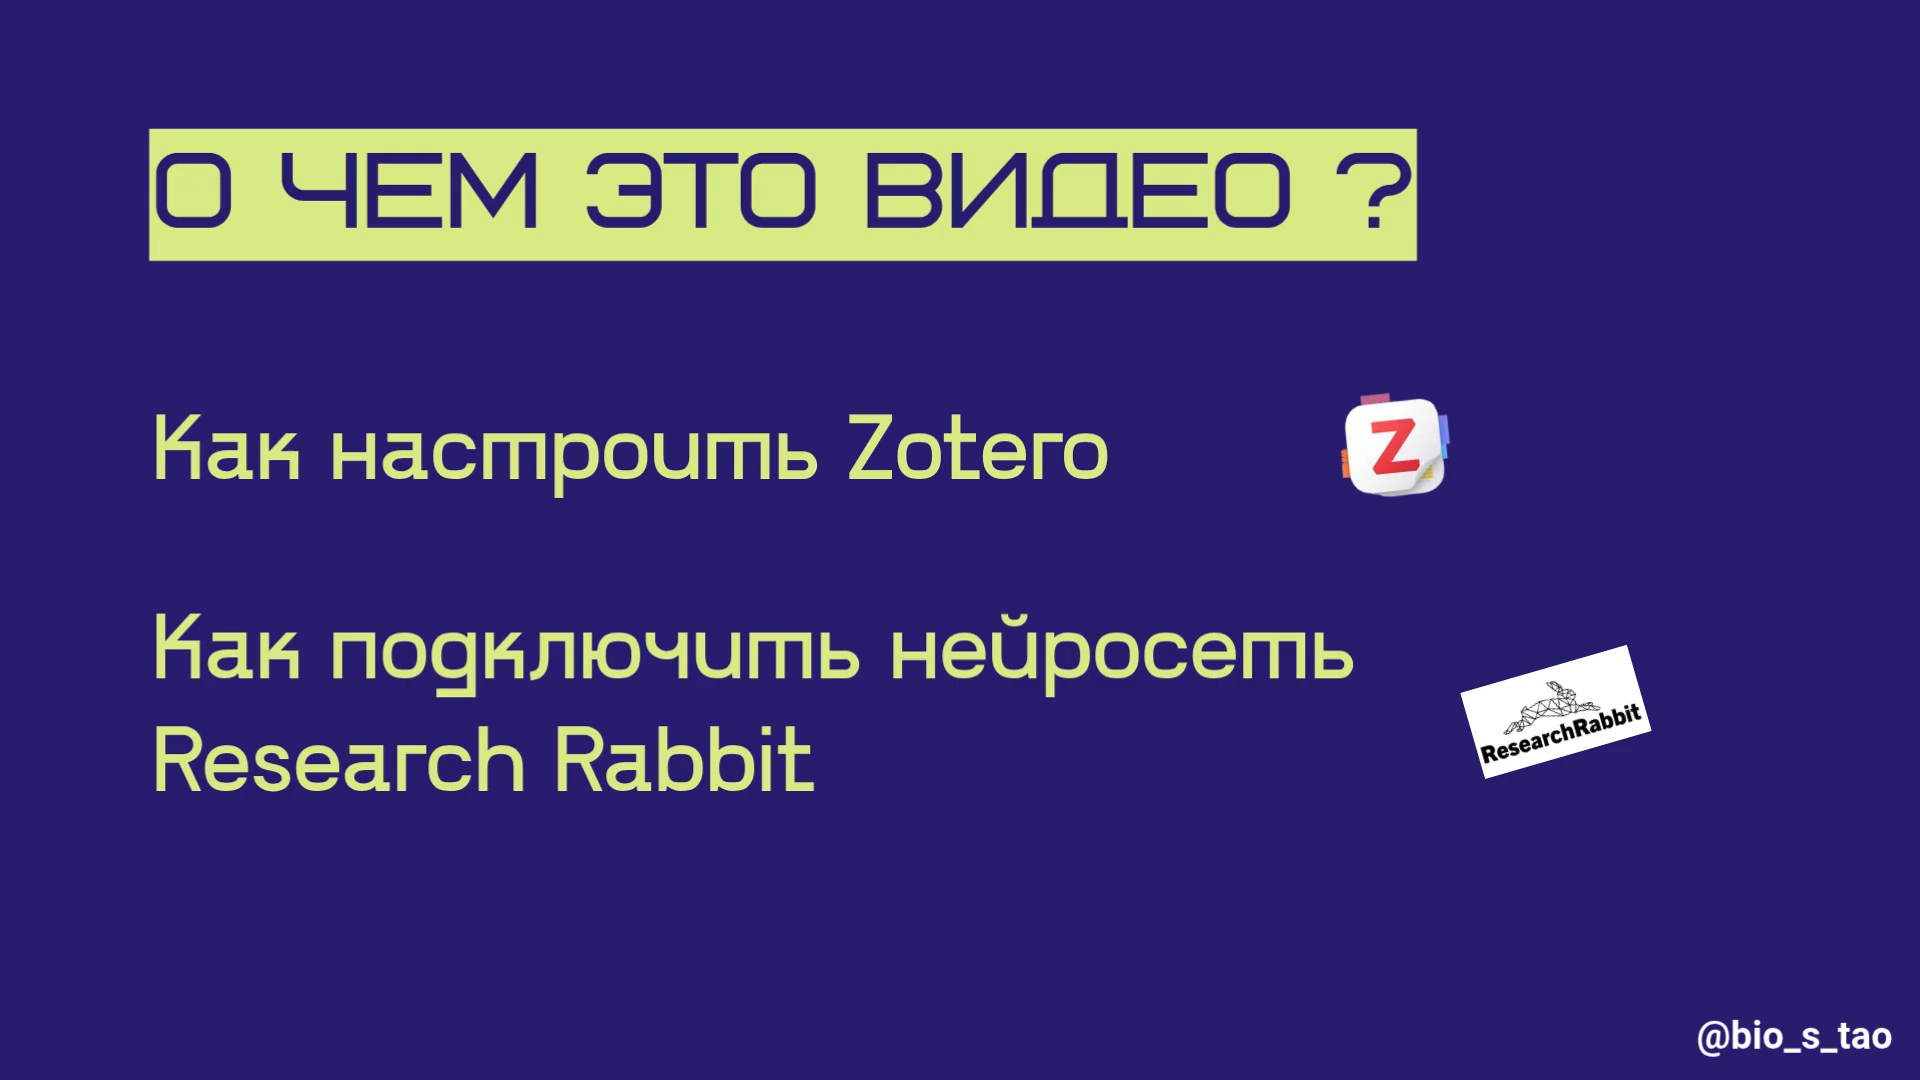 О ЧЕМ ЭТО ВИДЕО ?
Как настроить Zotero
Z
Как подключить нейросеть
Research Rabbit
ResearchRabbit
@bio_s_tao